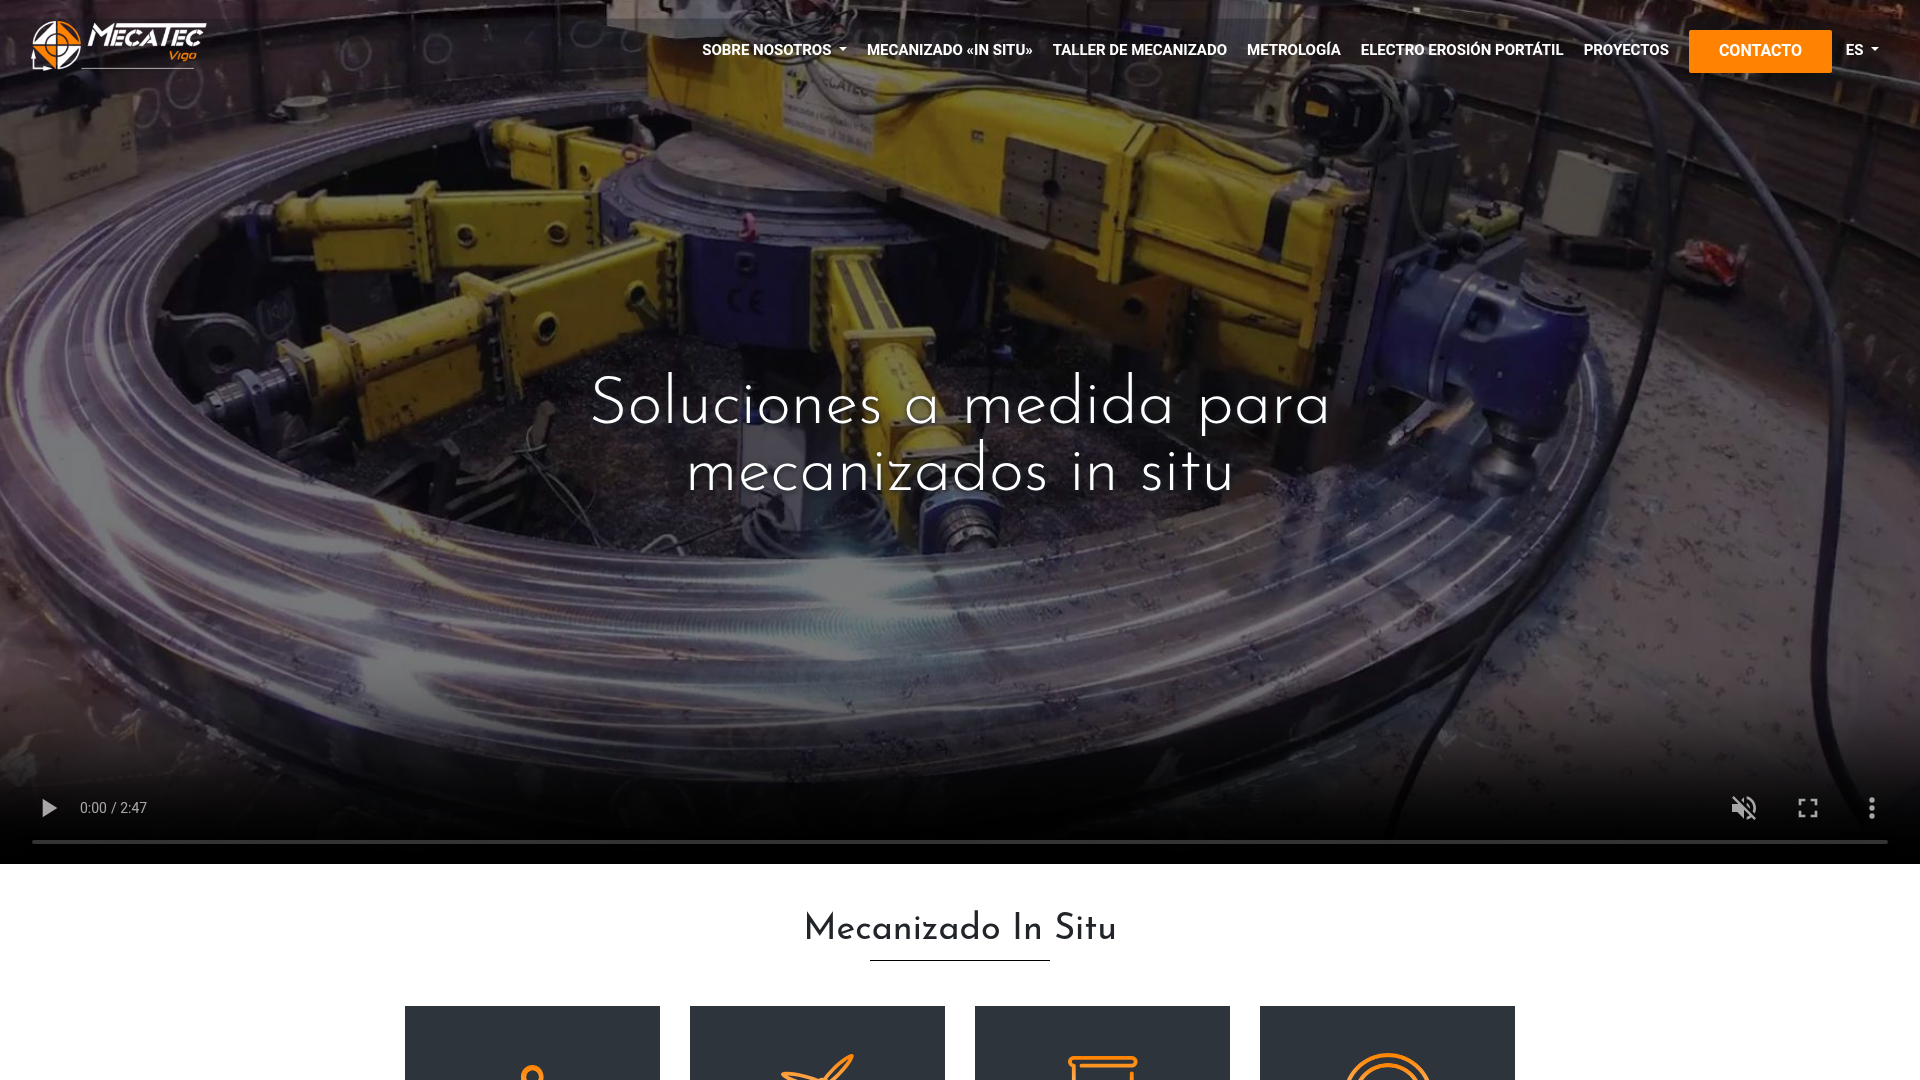 MECATEC
Vigo
SOBRE NOSOTROS
MECANIZADO «IN SITU»
TALLER DE MECANIZADO
METROLOGÍA
ELECTRO EROSIÓN PORTÁTIL
PROYECTOS
CONTACTO
ES
CE
Soluciones a medida para
mecanizados in situ
0:00 / 2:47
Mecanizado In Situ